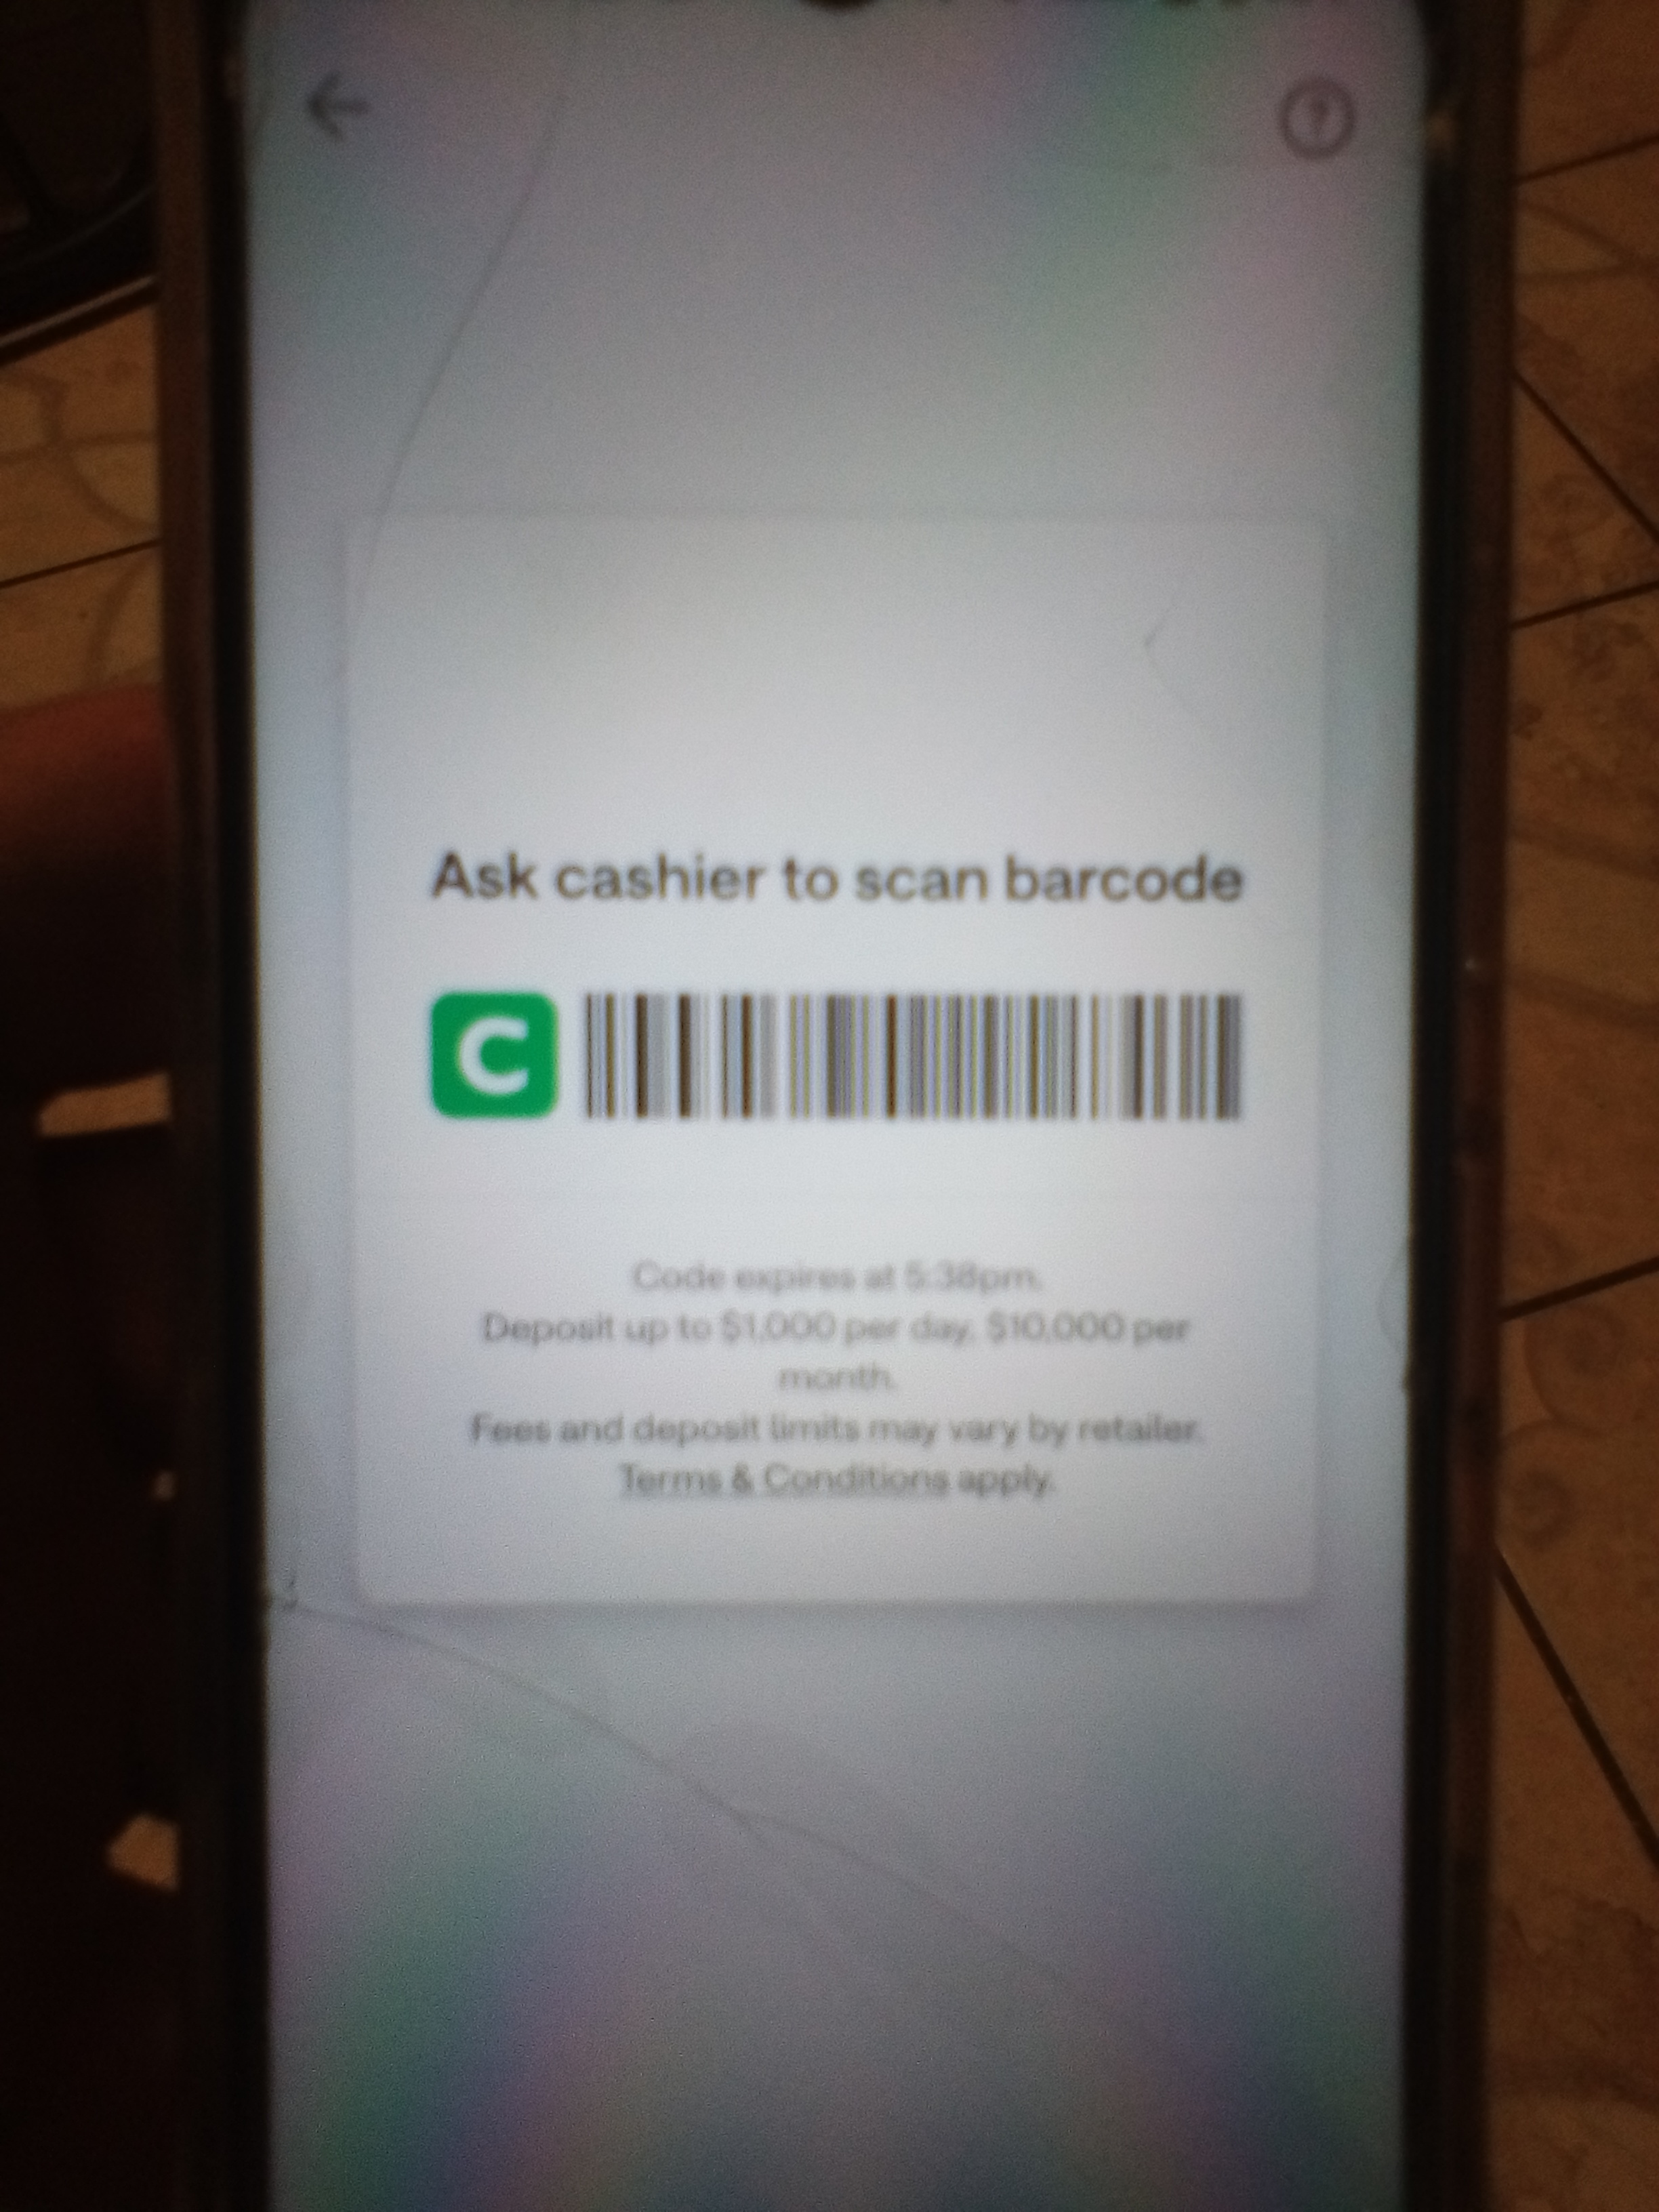 Ask cashier to scan barcode
C
Code expires at 5:38pm.
Deposit up to $1,000 per day, $10,000 per
month.
Fees and deposit limits may vary by retailer.
Terms & Conditions apply.